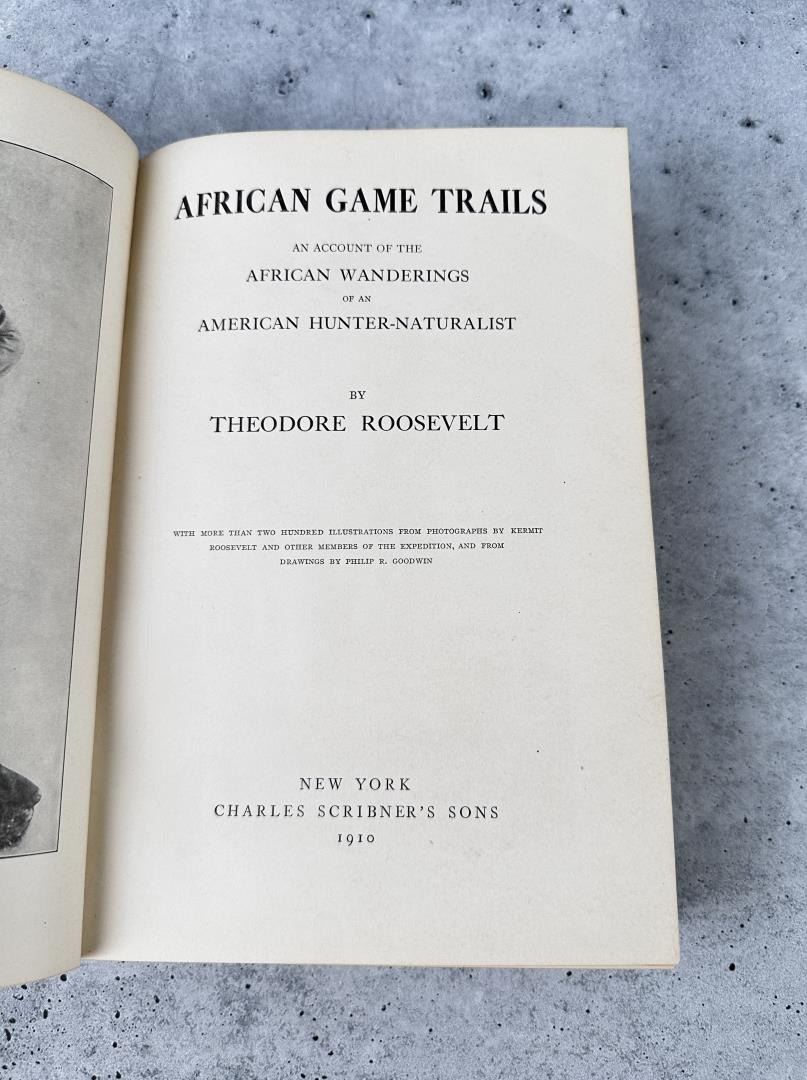 AFRICAN GAME TRAILS
AN ACCOUNT OF THE
AFRICAN WANDERINGS
OF AN
AMERICAN HUNTER-NATURALIST
BY
THEODORE ROOSEVELT
WITH MORE THAN TWO HUNDRED ILLUSTRATIONS FROM PHOTOGRAPHS BY KERMIT
ROOSEVELT AND OTHER MEMBERS OF THE EXPEDITION, AND FROM
DRAWINGS BY PHILIP R. GOODWIN
NEW YORK
CHARLES SCRIBNER'S SONS
1910